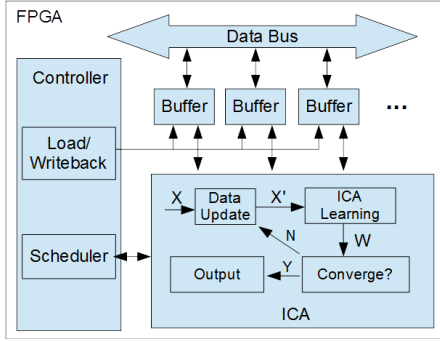 FPGA
Data Bus
Controller
Buffer
Buffer
Buffer
...
Load/
Writeback
X
Data
Update
X'
ICA
Learning
N
W
Scheduler
Output
Y
Converge?
ICA